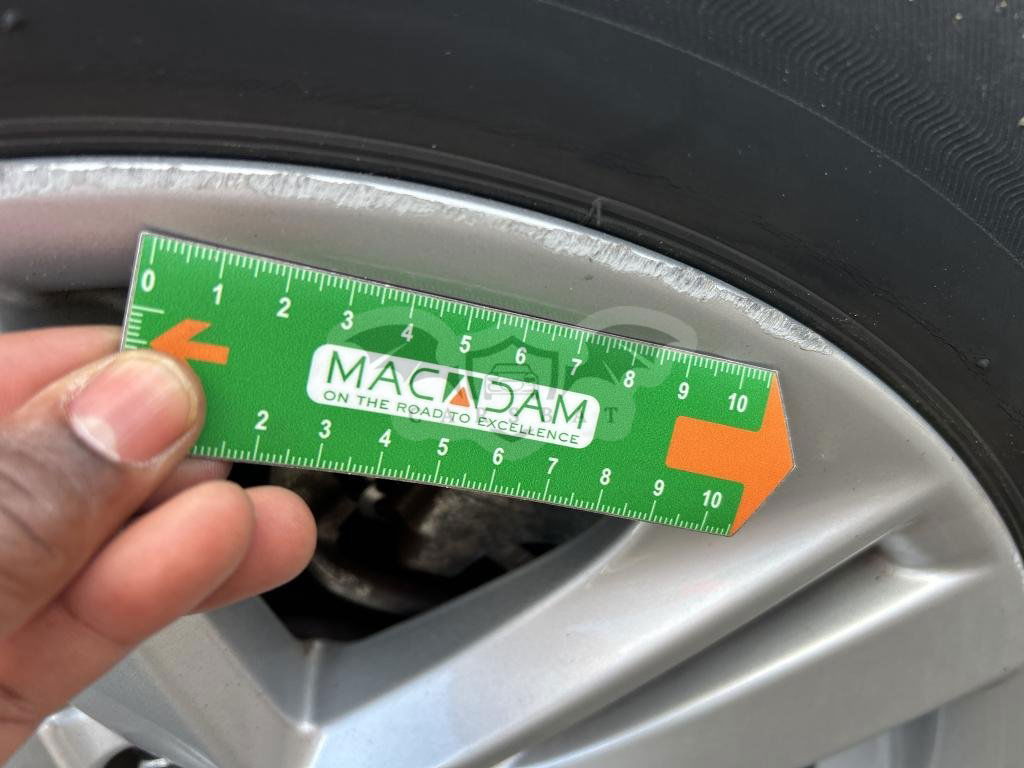 0 1 2 3 4 5 6 7 8 9 10
MACADAM
ON THE ROAD TO EXCELLENCE
2 3 4 5 6 7 8 9 10